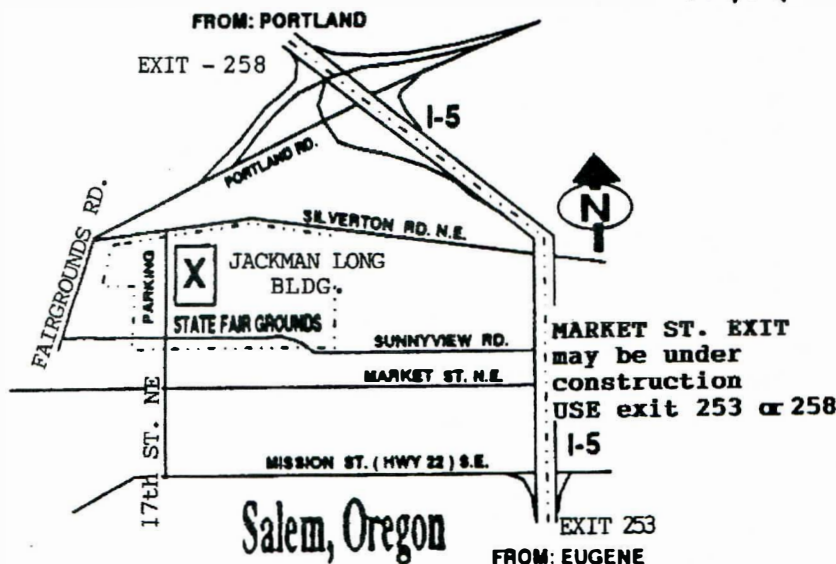 FROM: PORTLAND
EXIT - 258
I-5
PORTLAND RD.
N
SILVERTON RD. N.E.
FAIRGROUNDS RD.
PARKING
X
JACKMAN LONG
BLDG.
STATE FAIR GROUNDS
SUNNYVIEW RD.
MARKET ST. EXIT
may be under
construction
USE exit 253 or 258
MARKET ST. N.E.
17th ST. NE
I-5
MISSION ST. ( HWY 22 ) S.E.
Salem, Oregon
EXIT 253
FROM: EUGENE